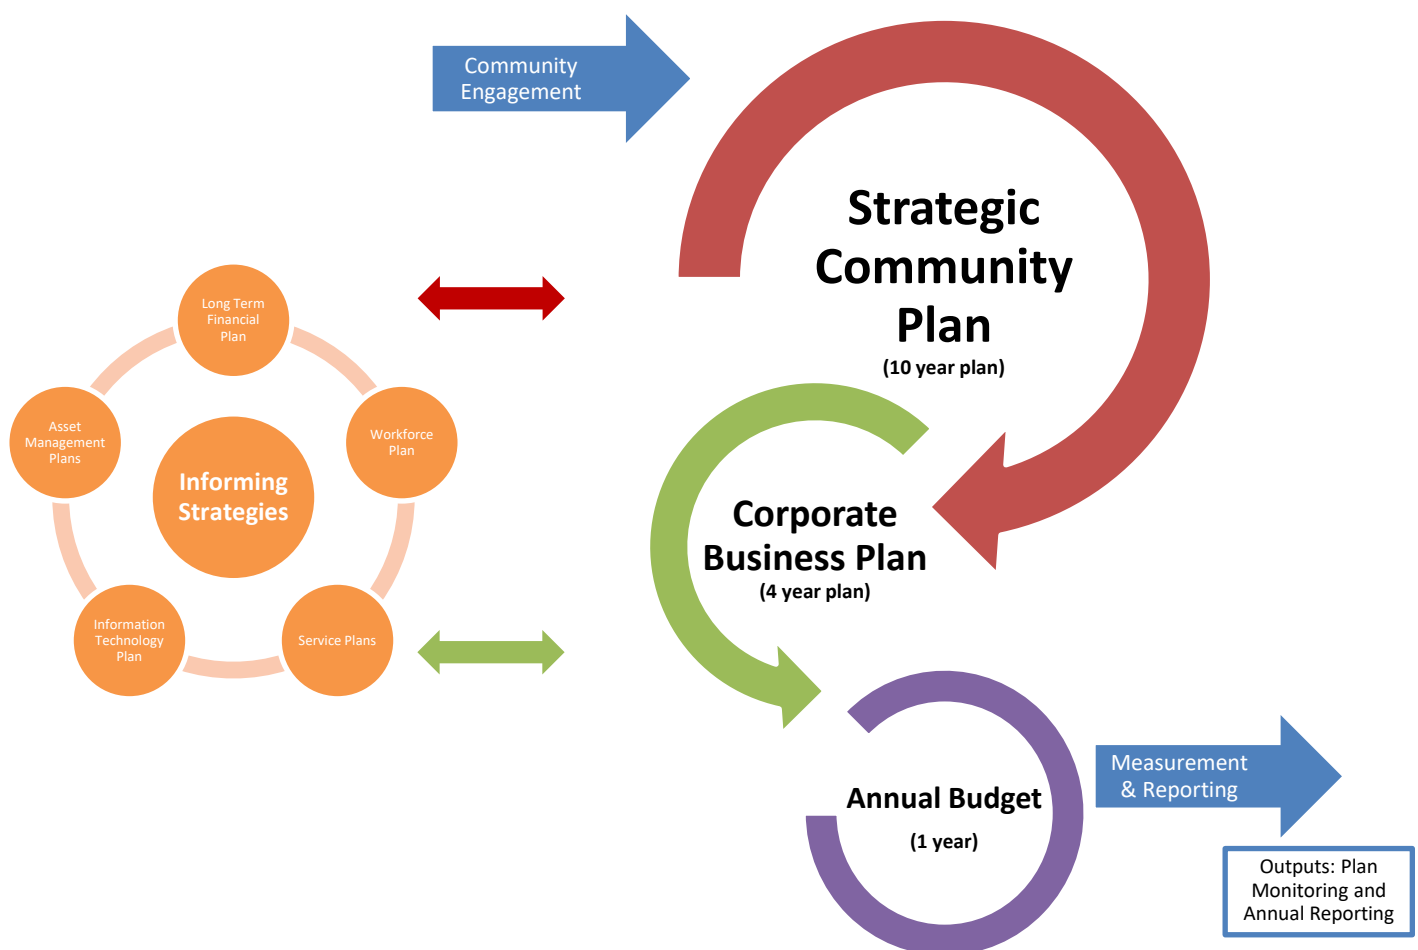 Community
Engagement
Strategic
Community
Plan
(10 year plan)
Long Term
Financial
Plan
Asset
Management
Plans
Workforce
Plan
Informing
Strategies
Information
Technology
Plan
Service Plans
Corporate
Business Plan
(4 year plan)
Annual Budget
(1 year)
Measurement
& Reporting
Outputs: Plan
Monitoring and
Annual Reporting